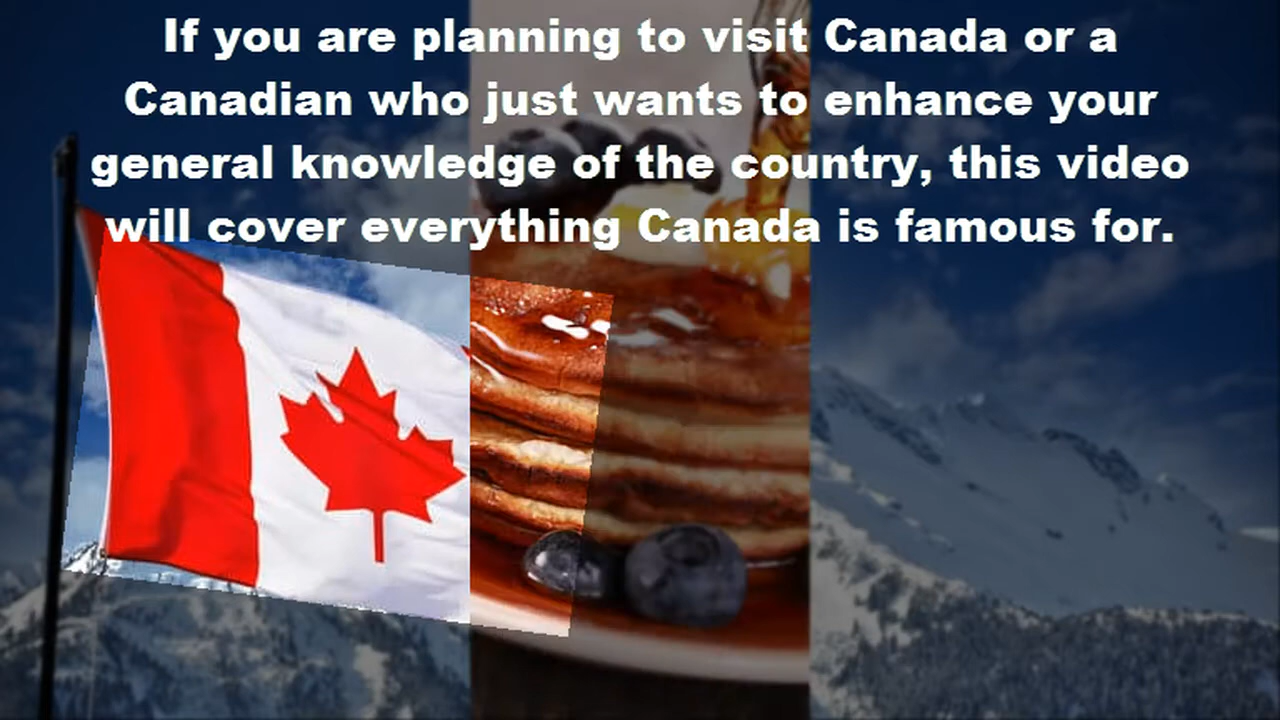 If you are planning to visit Canada or a
Canadian who just wants to enhance your
general knowledge of the country, this video
will cover everything Canada is famous for.